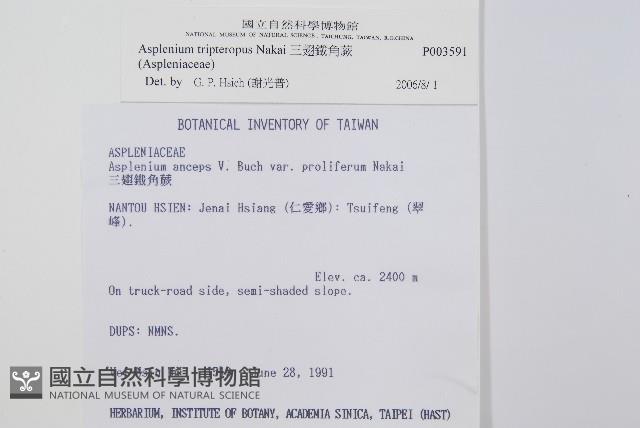 國立自然科學博物館
NATIONAL MUSEUM OF NATURAL SCIENCE, TAICHUNG, TAIWAN, R.O.CHINA
Asplenium tripteropus Nakai 三翅鐵角蕨 P003591
(Aspleniaceae)
Det. by G. P. Hsieh (謝光普) 2006/8/ 1
BOTANICAL INVENTORY OF TAIWAN
ASPLENIACEAE
Asplenium anceps V. Buch var. proliferum Nakai
三翅鐵角蕨
NANTOU HSIEN: Jenai Hsiang (仁愛鄉): Tsuifeng (翠
峰).
Elev. ca. 2400 m
On truck-road side, semi-shaded slope.
DUPS: NMNS.
June 28, 1991
國立自然科學博物館
NATIONAL MUSEUM OF NATURAL SCIENCE
HERBARIUM, INSTITUTE OF BOTANY, ACADEMIA SINICA, TAIPEI (HAST)